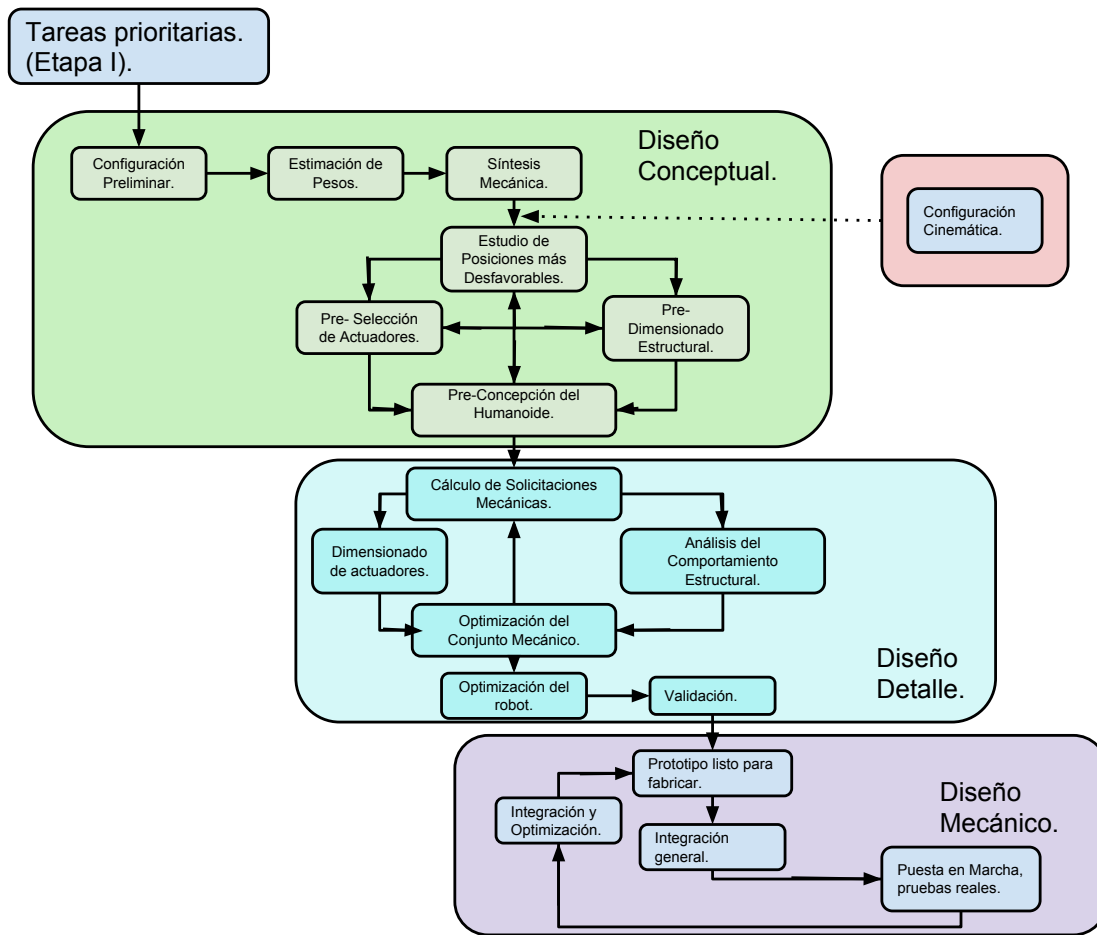 Tareas prioritarias.
(Etapa I).
Diseño
Conceptual.
Configuración
Preliminar.
Estimación de
Pesos.
Síntesis
Mecánica.
Configuración
Cinemática.
Estudio de
Posiciones más
Desfavorables.
Pre- Selección
de Actuadores.
Pre-
Dimensionado
Estructural.
Pre-Concepción del
Humanoide.
Cálculo de Solicitaciones
Mecánicas.
Dimensionado
de actuadores.
Análisis del
Comportamiento
Estructural.
Optimización del
Conjunto Mecánico.
Diseño
Detalle.
Optimización del
robot.
Validación.
Prototipo listo para
fabricar.
Diseño
Mecánico.
Integración y
Optimización.
Integración
general.
Puesta en Marcha,
pruebas reales.